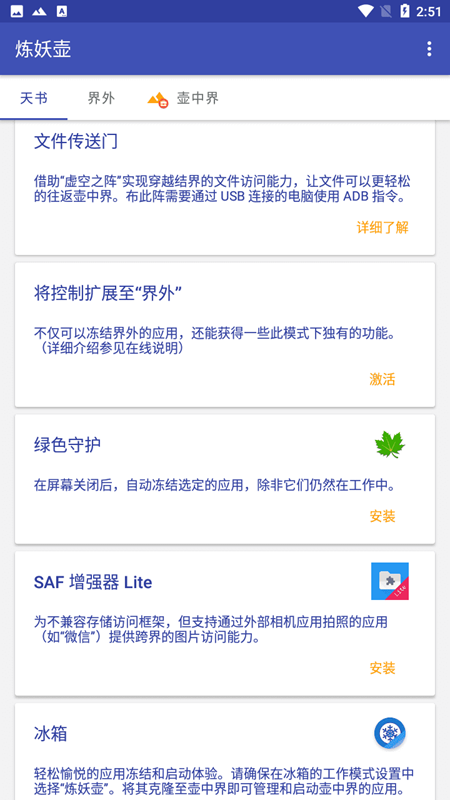 2:51
炼妖壶
天书
界外
壶中界
文件传送门
借助“虚空之阵”实现穿越结界的文件访问能力，让文件可以更轻松
的往返壶中界。布此阵需要通过 USB 连接的电脑使用 ADB 指令。
详细了解
将控制扩展至“界外”
不仅可以冻结界外的应用，还能获得一些此模式下独有的功能。
（详细介绍参见在线说明）
激活
绿色守护
在屏幕关闭后，自动冻结选定的应用，除非它们仍然在工作中。
安装
SAF 增强器 Lite
Lite
为不兼容存储访问框架，但支持通过外部相机应用拍照的应用
（如“微信”）提供跨界的图片访问能力。
安装
冰箱
轻松愉悦的应用冻结和启动体验。请确保在冰箱的工作模式设置中
选择“炼妖壶”。将其克隆至壶中界即可管理和启动壶中界的应用。